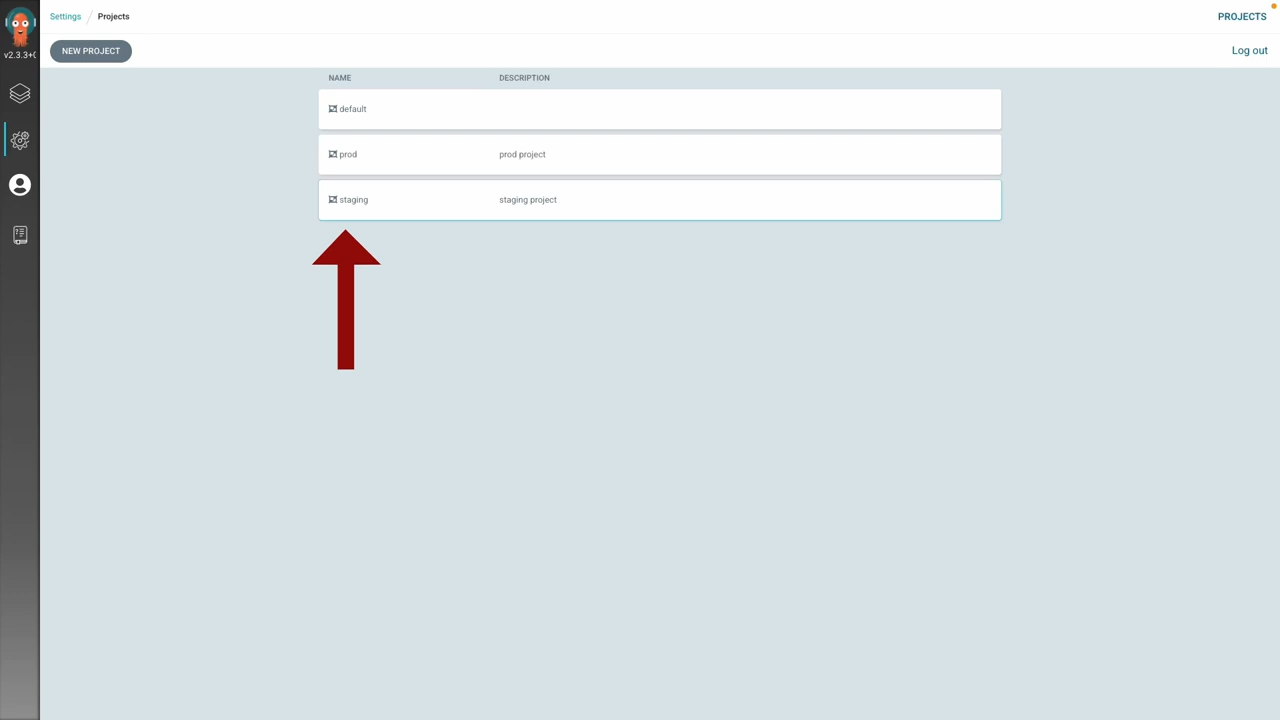 Settings / Projects
PROJECTS
v2.3.3+
NEW PROJECT
Log out
NAME DESCRIPTION
default
prod prod project
staging staging project